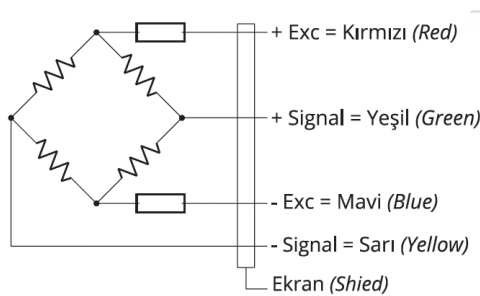 + Exc = Kırmızı (Red)
+ Signal = Yeşil (Green)
- Exc = Mavi (Blue)
- Signal = Sarı (Yellow)
Ekran (Shied)